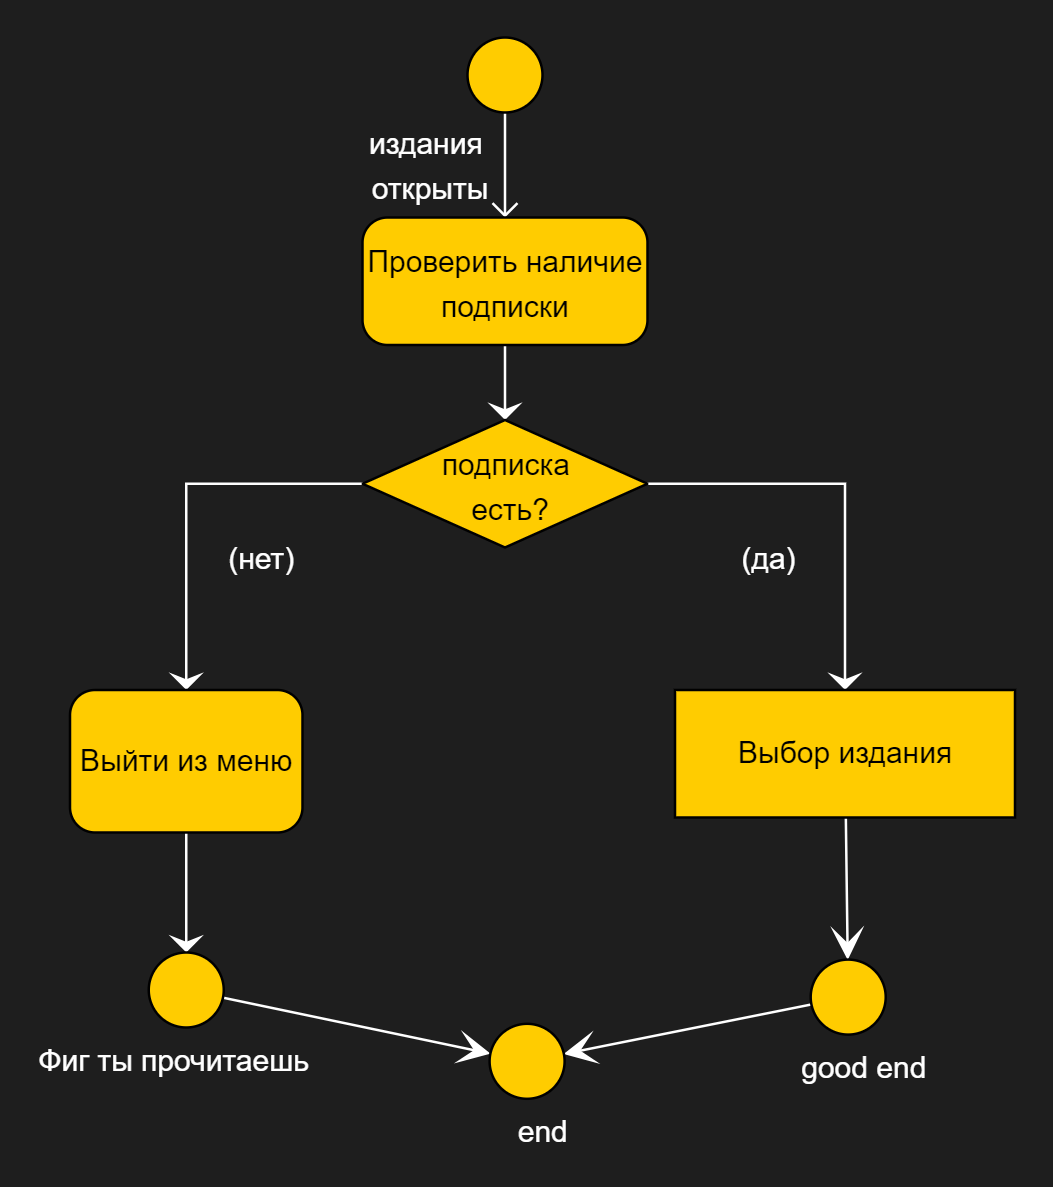 издания
открыты
Проверить наличие
подписки
подписка
есть?
(нет)
(да)
Выйти из меню
Выбор издания
Фиг ты прочитаешь
good end
end